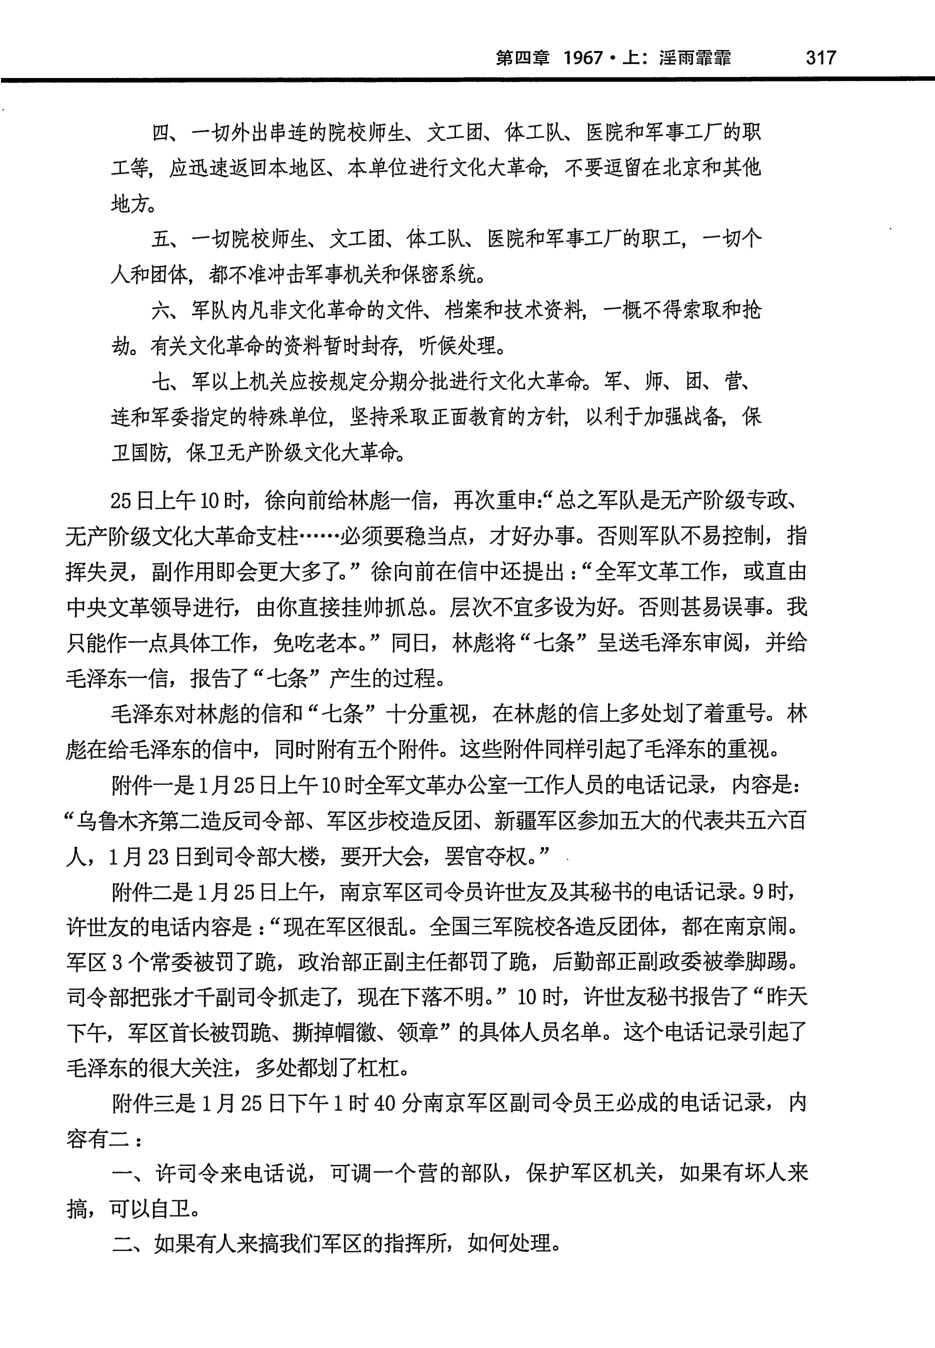 第四章 1967·上：淫雨霏霏 317
四、一切外出串连的院校师生、文工团、体工队、医院和军事工厂的职
工等，应迅速返回本地区、本单位进行文化大革命，不要逗留在北京和其他
地方。
五、一切院校师生、文工团、体工队、医院和军事工厂的职工，一切个
人和团体，都不准冲击军事机关和保密系统。
六、军队内凡非文化革命的文件、档案和技术资料，一概不得索取和抢
劫。有关文化革命的资料暂时封存，听候处理。
七、军以上机关应按规定分期分批进行文化大革命。军、师、团、营、
连和军委指定的特殊单位，坚持采取正面教育的方针，以利于加强战备，保
卫国防，保卫无产阶级文化大革命。
25日上午10时，徐向前给林彪一信，再次重申：“总之军队是无产阶级专政、
无产阶级文化大革命支柱……必须要稳当点，才好办事。否则军队不易控制，指
挥失灵，副作用即会更大多了。”徐向前在信中还提出：“全军文革工作，或直由
中央文革领导进行，由你直接挂帅抓总。层次不宜多设为好。否则甚易误事。我
只能作一点具体工作，免吃老本。”同日，林彪将“七条”呈送毛泽东审阅，并给
毛泽东一信，报告了“七条”产生的过程。
毛泽东对林彪的信和“七条”十分重视，在林彪的信上多处划了着重号。林
彪在给毛泽东的信中，同时附有五个附件。这些附件同样引起了毛泽东的重视。
附件一是1月25日上午10时全军文革办公室一工作人员的电话记录，内容是：
“乌鲁木齐第二造反司令部、军区步校造反团、新疆军区参加五大的代表共五六百
人，1月23日到司令部大楼，要开大会，罢官夺权。”
附件二是1月25日上午，南京军区司令员许世友及其秘书的电话记录。9时，
许世友的电话内容是：“现在军区很乱。全国三军院校各造反团体，都在南京闹。
军区3个常委被罚了跪，政治部正副主任都罚了跪，后勤部正副政委被拳脚踢。
司令部把张才千副司令抓走了，现在下落不明。”10时，许世友秘书报告了“昨天
下午，军区首长被罚跪、撕掉帽徽、领章”的具体人员名单。这个电话记录引起了
毛泽东的很大关注，多处都划了杠杠。
附件三是1月25日下午1时40分南京军区副司令员王必成的电话记录，内
容有二：
一、许司令来电话说，可调一个营的部队，保护军区机关，如果有坏人来
搞，可以自卫。
二、如果有人来搞我们军区的指挥所，如何处理。